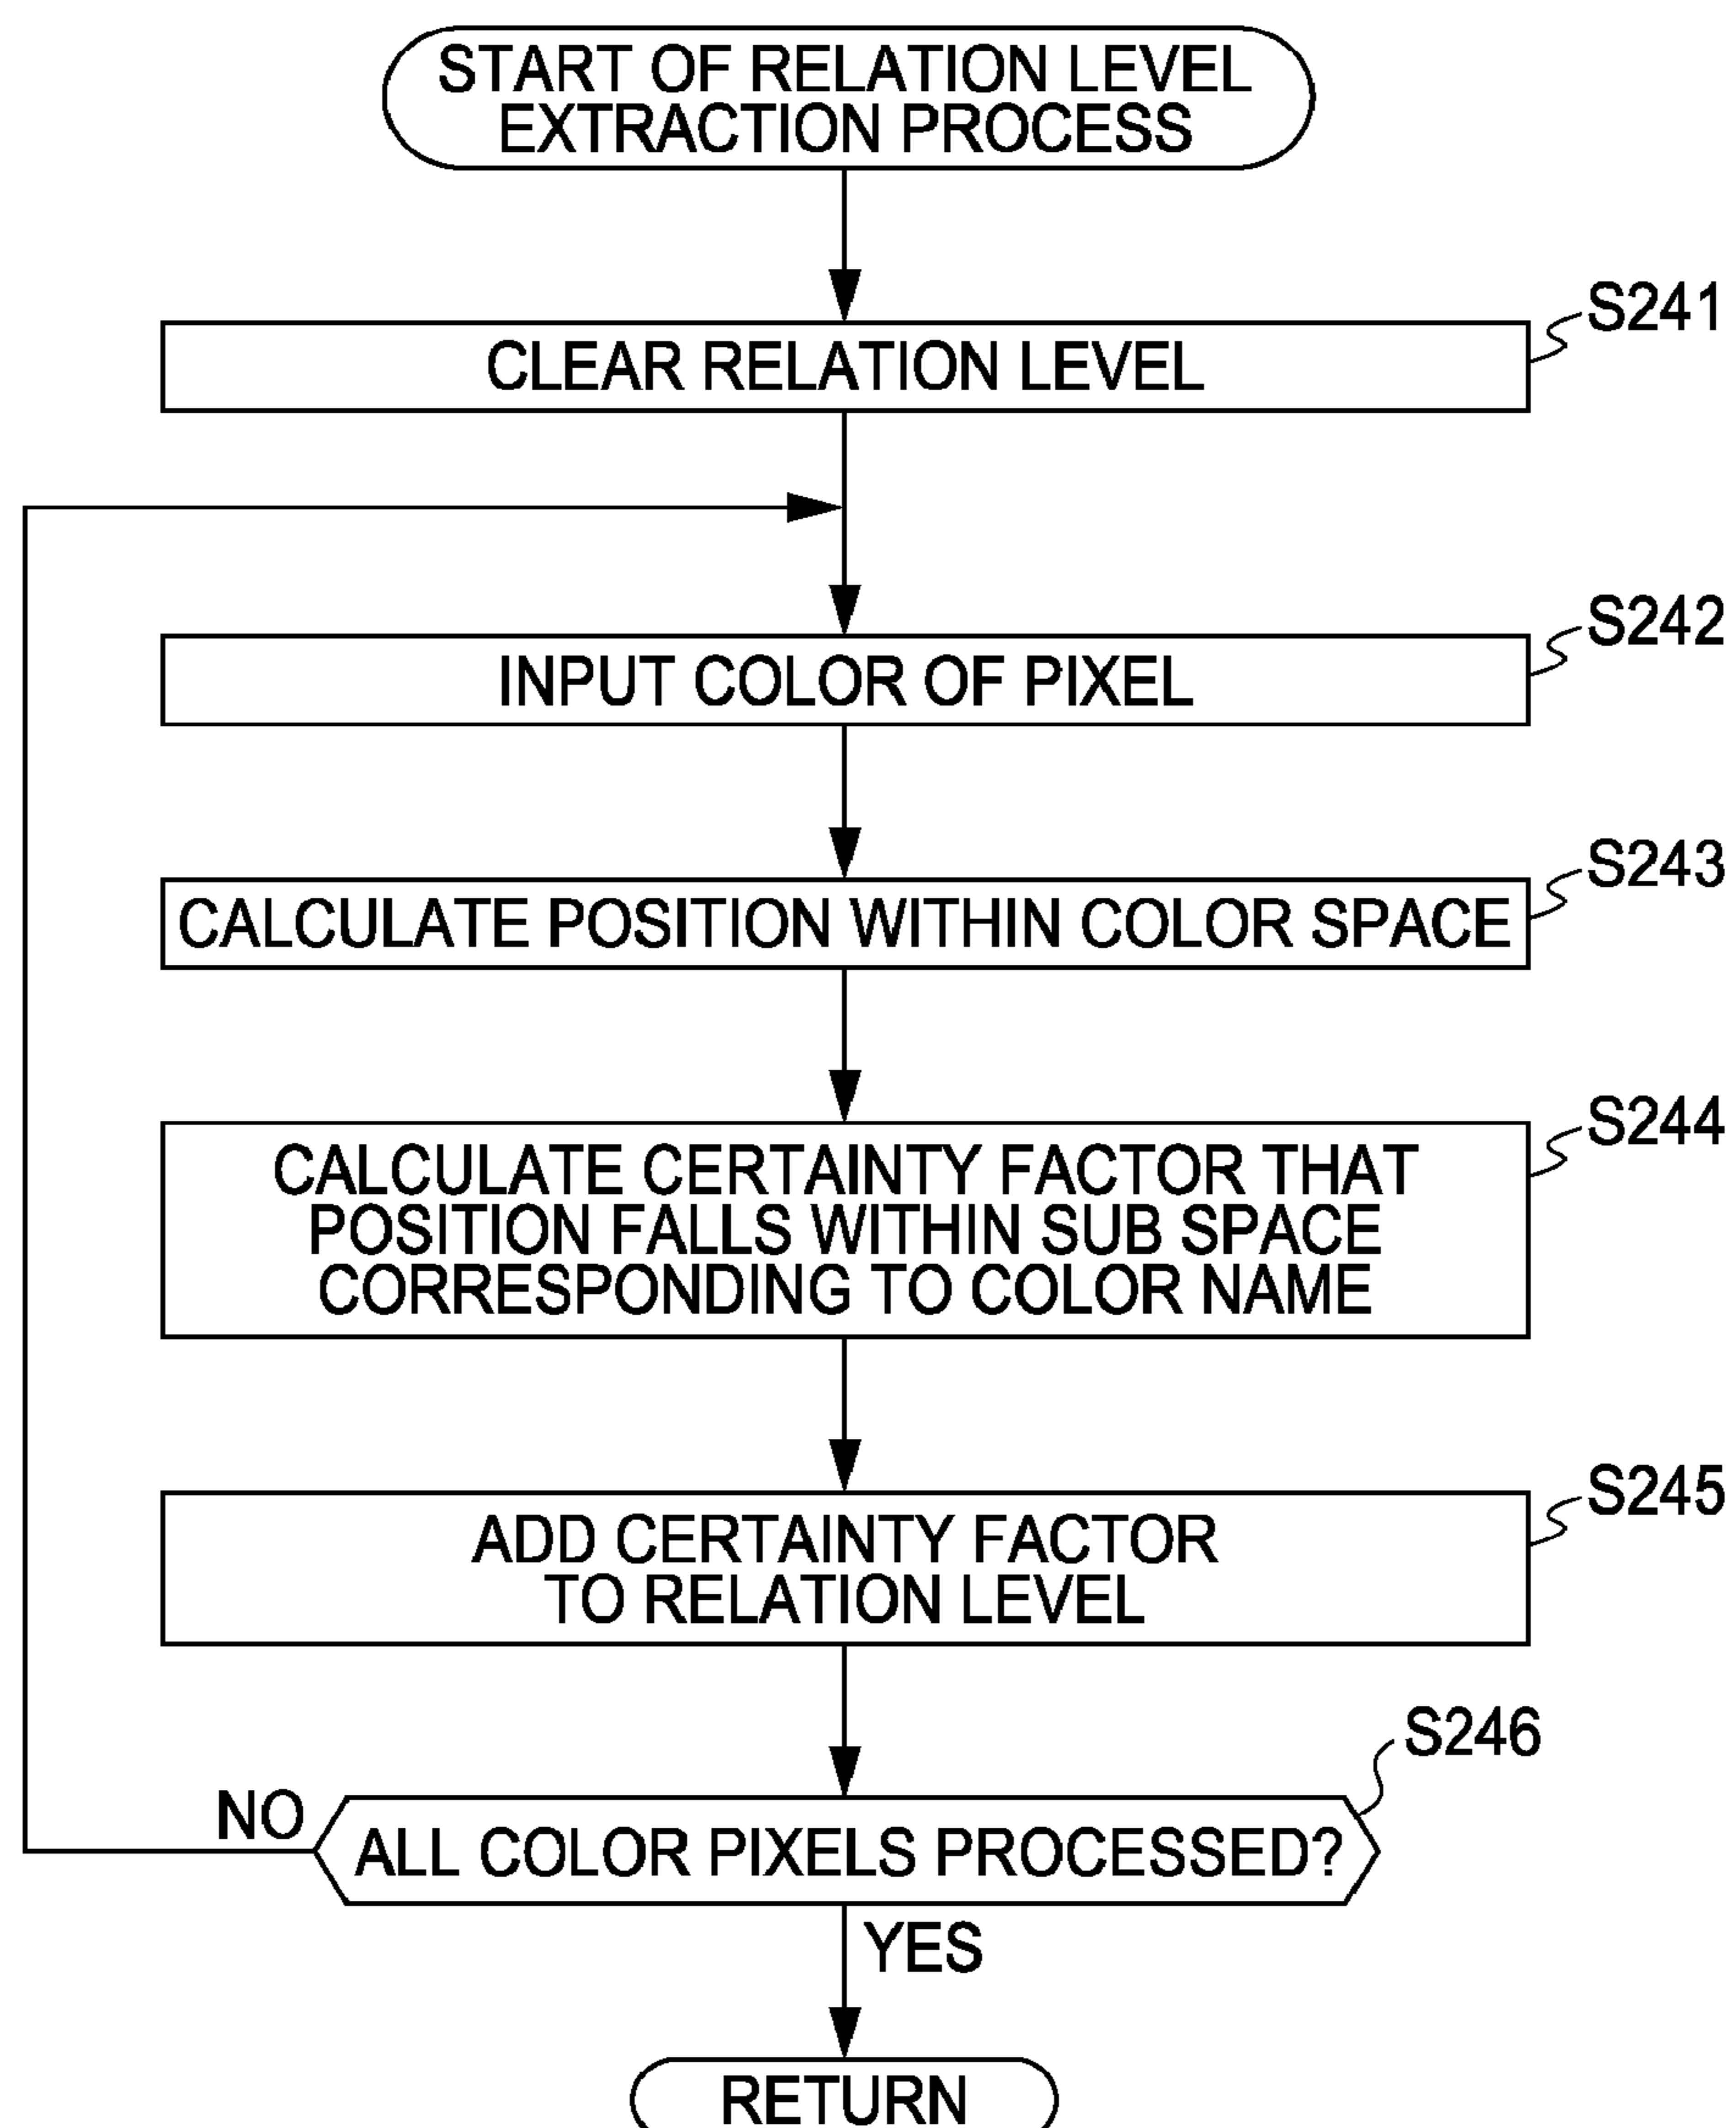 START OF RELATION LEVEL
EXTRACTION PROCESS
S241
CLEAR RELATION LEVEL
S242
INPUT COLOR OF PIXEL
S243
CALCULATE POSITION WITHIN COLOR SPACE
S244
CALCULATE CERTAINTY FACTOR THAT
POSITION FALLS WITHIN SUB SPACE
CORRESPONDING TO COLOR NAME
S245
ADD CERTAINTY FACTOR
TO RELATION LEVEL
S246
NO
ALL COLOR PIXELS PROCESSED?
YES
RETURN